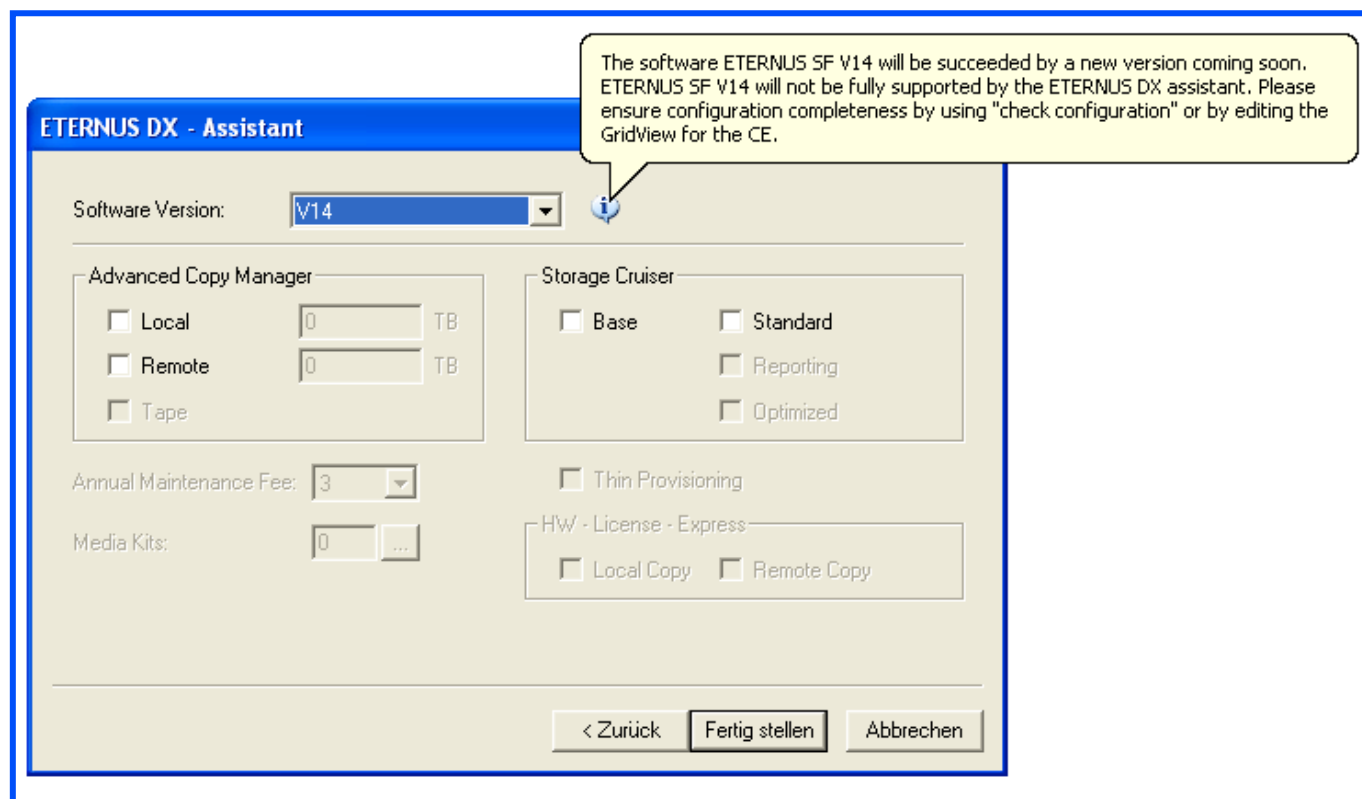 The software ETERNUS SF V14 will be succeeded by a new version coming soon.
ETERNUS SF V14 will not be fully supported by the ETERNUS DX assistant. Please
ensure configuration completeness by using "check configuration" or by editing the
GridView for the CE.
ETERNUS DX - Assistant
Software Version: V14
Advanced Copy Manager
Local 0 TB
Remote 0 TB
Tape
Storage Cruiser
Base Standard
Reporting
Optimized
Annual Maintenance Fee: 3
Media Kits: 0 ...
Thin Provisioning
HW - License - Express
Local Copy Remote Copy
< Zurück Fertig stellen Abbrechen